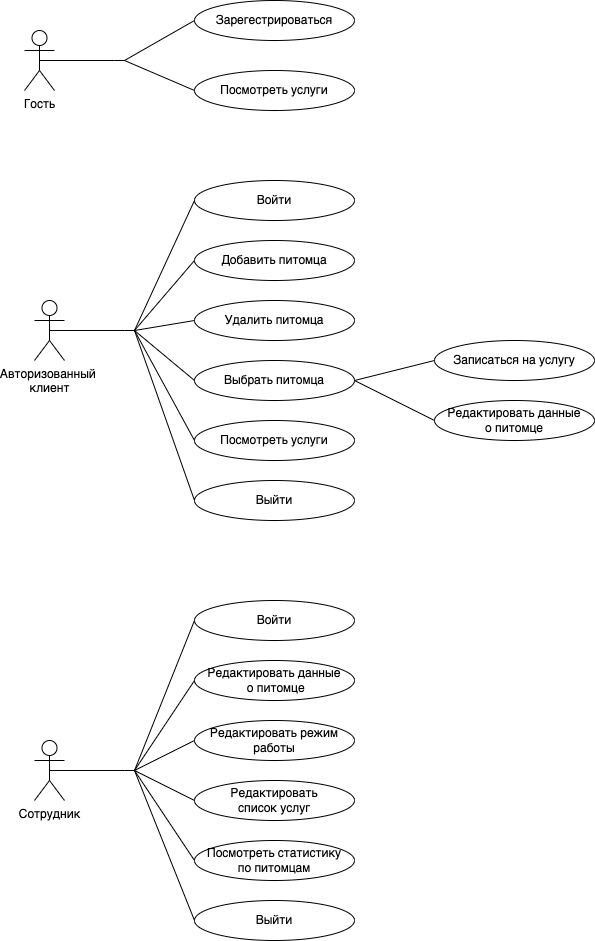 Зарегестрироваться
Посмотреть услуги
Гость
Войти
Добавить питомца
Удалить питомца
Выбрать питомца
Записаться на услугу
Редактировать данные
о питомце
Посмотреть услуги
Выйти
Авторизованный
клиент
Войти
Редактировать данные
о питомце
Редактировать режим
работы
Редактировать
список услуг
Посмотреть статистику
по питомцам
Выйти
Сотрудник